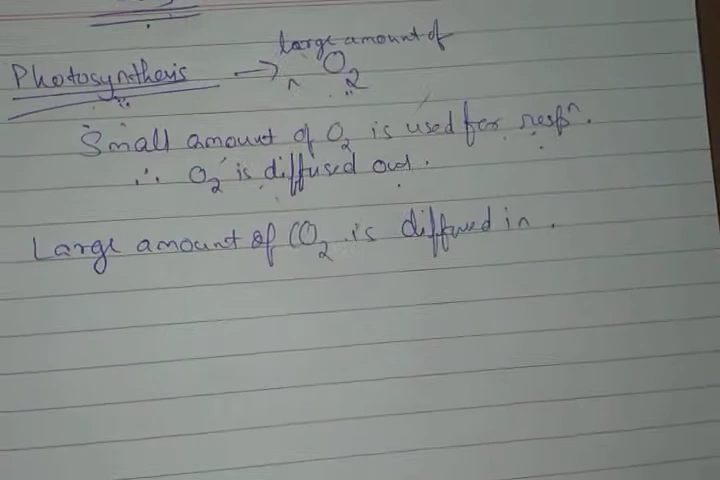 large amount of
Photosynthesis → ^ O₂
Small amount of O₂ is used for respⁿ.
∴ O₂ is diffused out.
Large amount of CO₂ is diffused in.